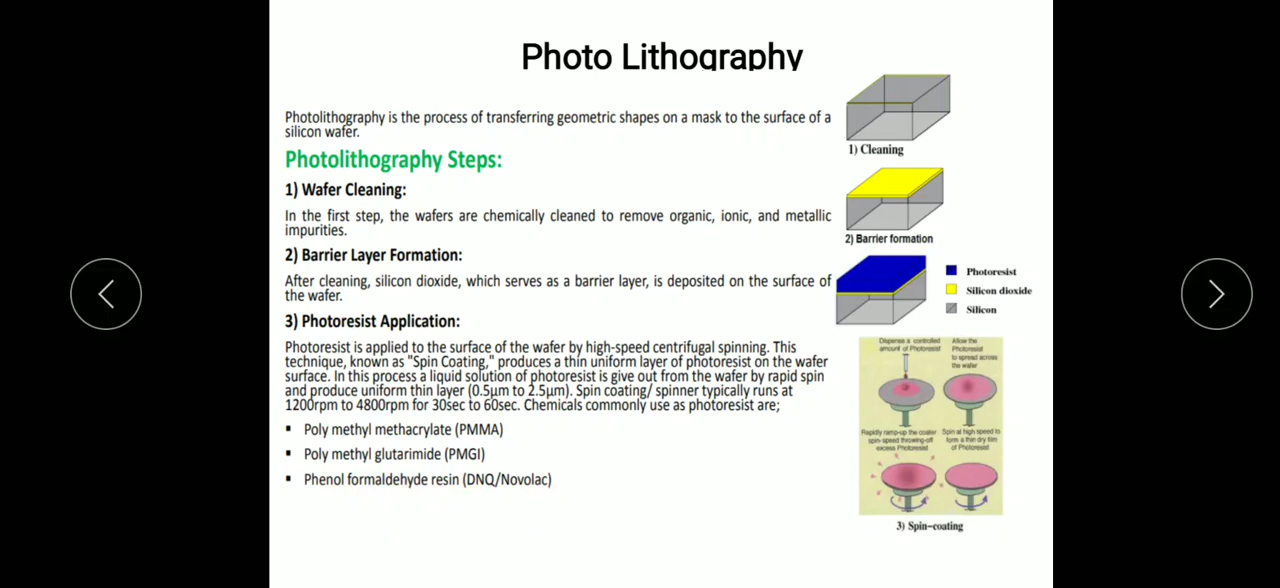 Photo Lithography
Photolithography is the process of transferring geometric shapes on a mask to the surface of a
silicon wafer.
Photolithography Steps:
1) Wafer Cleaning:
In the first step, the wafers are chemically cleaned to remove organic, ionic, and metallic
impurities.
2) Barrier Layer Formation:
After cleaning, silicon dioxide, which serves as a barrier layer, is deposited on the surface of
the wafer.
3) Photoresist Application:
Photoresist is applied to the surface of the wafer by high-speed centrifugal spinning. This
technique, known as "Spin Coating," produces a thin uniform layer of photoresist on the wafer
surface. In this process a liquid solution of photoresist is give out from the wafer by rapid spin
and produce uniform thin layer (0.5μm to 2.5μm). Spin coating/ spinner typically runs at
1200rpm to 4800rpm for 30sec to 60sec. Chemicals commonly use as photoresist are;
▪ Poly methyl methacrylate (PMMA)
▪ Poly methyl glutarimide (PMGI)
▪ Phenol formaldehyde resin (DNQ/Novolac)
1) Cleaning
2) Barrier formation
Photoresist
Silicon dioxide
Silicon
Dispense a controlled
amount of Photoresist
Allow the
Photoresist
to spread across
the wafer
Rapidly ramp-up the coater
spin-speed throwing-off
excess Photoresist
Spin at high speed to
form a thin dry film
of Photoresist
3) Spin-coating